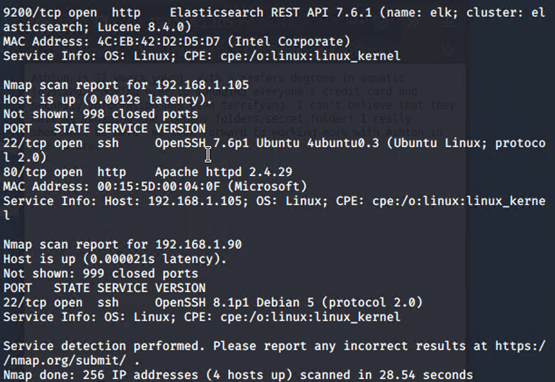 9200/tcp open  http    Elasticsearch REST API 7.6.1 (name: elk; cluster: el
asticsearch; Lucene 8.4.0)
MAC Address: 4C:EB:42:D2:D5:D7 (Intel Corporate)
Service Info: OS: Linux; CPE: cpe:/o:linux:linux_kernel
Nmap scan report for 192.168.1.105
Host is up (0.0012s latency).
Not shown: 998 closed ports
PORT   STATE SERVICE VERSION
22/tcp open  ssh     OpenSSH 7.6p1 Ubuntu 4ubuntu0.3 (Ubuntu Linux; protoco
l 2.0)
80/tcp open  http    Apache httpd 2.4.29
MAC Address: 00:15:5D:00:04:0F (Microsoft)
Service Info: Host: 192.168.1.105; OS: Linux; CPE: cpe:/o:linux:linux_kerne
l
Nmap scan report for 192.168.1.90
Host is up (0.000021s latency).
Not shown: 999 closed ports
PORT   STATE SERVICE VERSION
22/tcp open  ssh     OpenSSH 8.1p1 Debian 5 (protocol 2.0)
Service Info: OS: Linux; CPE: cpe:/o:linux:linux_kernel
Service detection performed. Please report any incorrect results at https:/
/nmap.org/submit/ .
Nmap done: 256 IP addresses (4 hosts up) scanned in 28.54 seconds